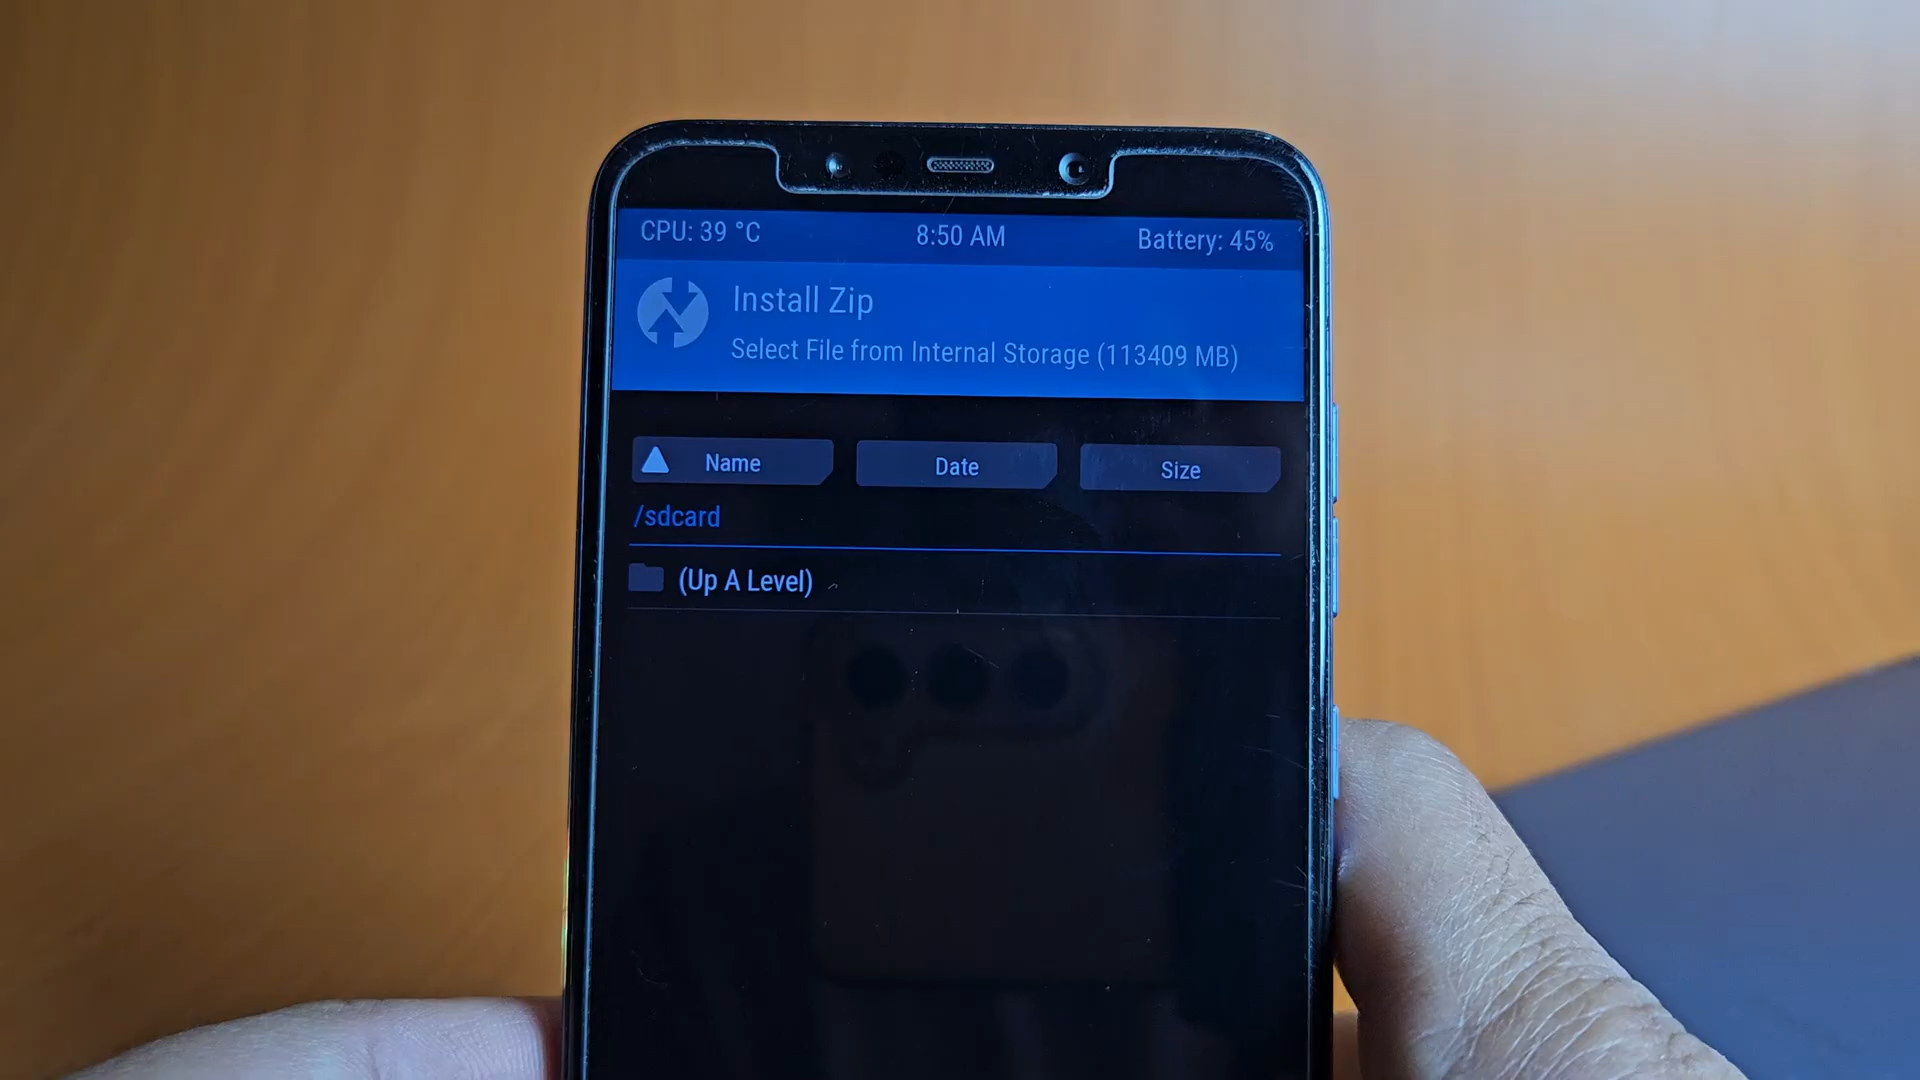 CPU: 39 °C 8:50 AM Battery: 45%
Install Zip
Select File from Internal Storage (113409 MB)
Name Date Size
/sdcard
(Up A Level)